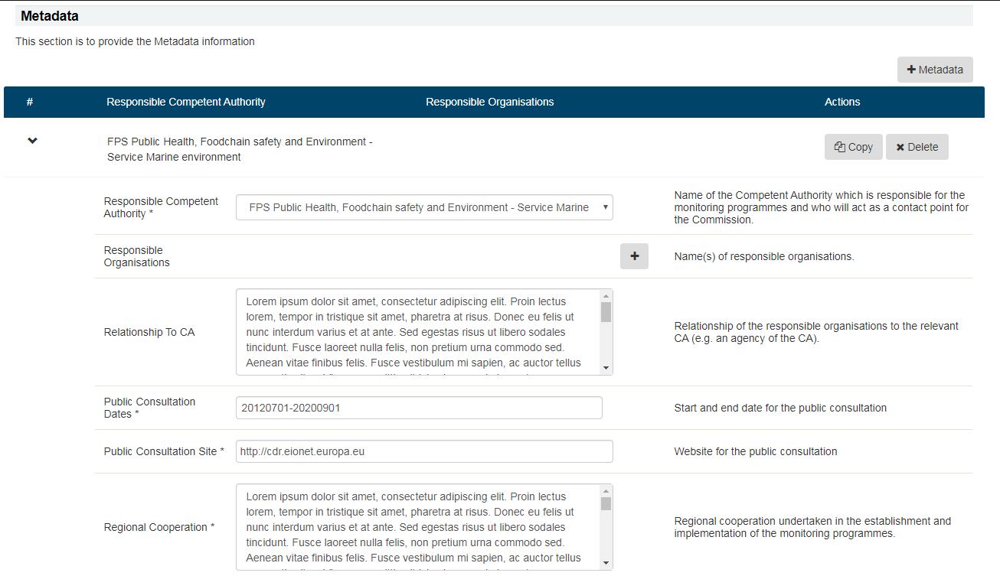 Metadata
This section is to provide the Metadata information
Metadata
# Responsible Competent Authority Responsible Organisations Actions
FPS Public Health, Foodchain safety and Environment -
Service Marine environment
Copy Delete
Responsible Competent
Authority *
FPS Public Health, Foodchain safety and Environment - Service Marine
Name of the Competent Authority which is responsible for the
monitoring programmes and who will act as a contact point for
the Commission.
Responsible
Organisations
Name(s) of responsible organisations.
Relationship To CA
Lorem ipsum dolor sit amet, consectetur adipiscing elit. Proin lectus
lorem, tempor in tristique sit amet, pharetra at risus. Donec eu felis ut
nunc interdum varius et at ante. Sed egestas risus ut libero sodales
tincidunt. Fusce laoreet nulla felis, non pretium urna commodo sed.
Aenean vitae finibus felis. Fusce vestibulum mi sapien, ac auctor tellus
Relationship of the responsible organisations to the relevant
CA (e.g. an agency of the CA).
Public Consultation
Dates *
20120701-20200901
Start and end date for the public consultation
Public Consultation Site *
http://cdr.eionet.europa.eu
Website for the public consultation
Regional Cooperation *
Lorem ipsum dolor sit amet, consectetur adipiscing elit. Proin lectus
lorem, tempor in tristique sit amet, pharetra at risus. Donec eu felis ut
nunc interdum varius et at ante. Sed egestas risus ut libero sodales
tincidunt. Fusce laoreet nulla felis, non pretium urna commodo sed.
Aenean vitae finibus felis. Fusce vestibulum mi sapien, ac auctor tellus
Regional cooperation undertaken in the establishment and
implementation of the monitoring programmes.